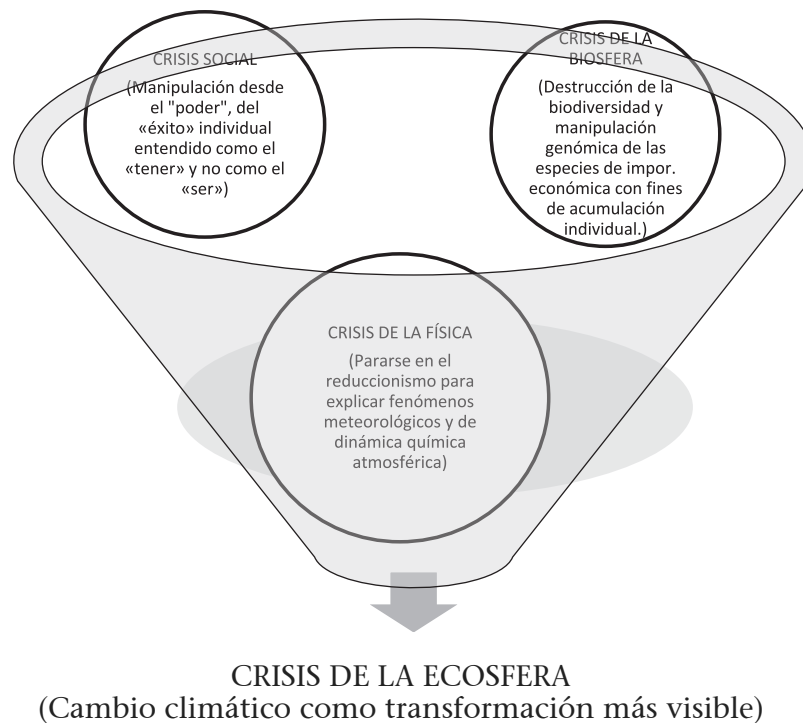 CRISIS SOCIAL
(Manipulación desde
el "poder", del
«éxito» individual
entendido como el
«tener» y no como el
«ser»)
CRISIS DE LA
BIOSFERA
(Destrucción de la
biodiversidad y
manipulación
genómica de las
especies de impor.
económica con fines
de acumulación
individual.)
CRISIS DE LA FÍSICA
(Pararse en el
reduccionismo para
explicar fenómenos
meteorológicos y de
dinámica química
atmosférica)
CRISIS DE LA ECOSFERA
(Cambio climático como transformación más visible)